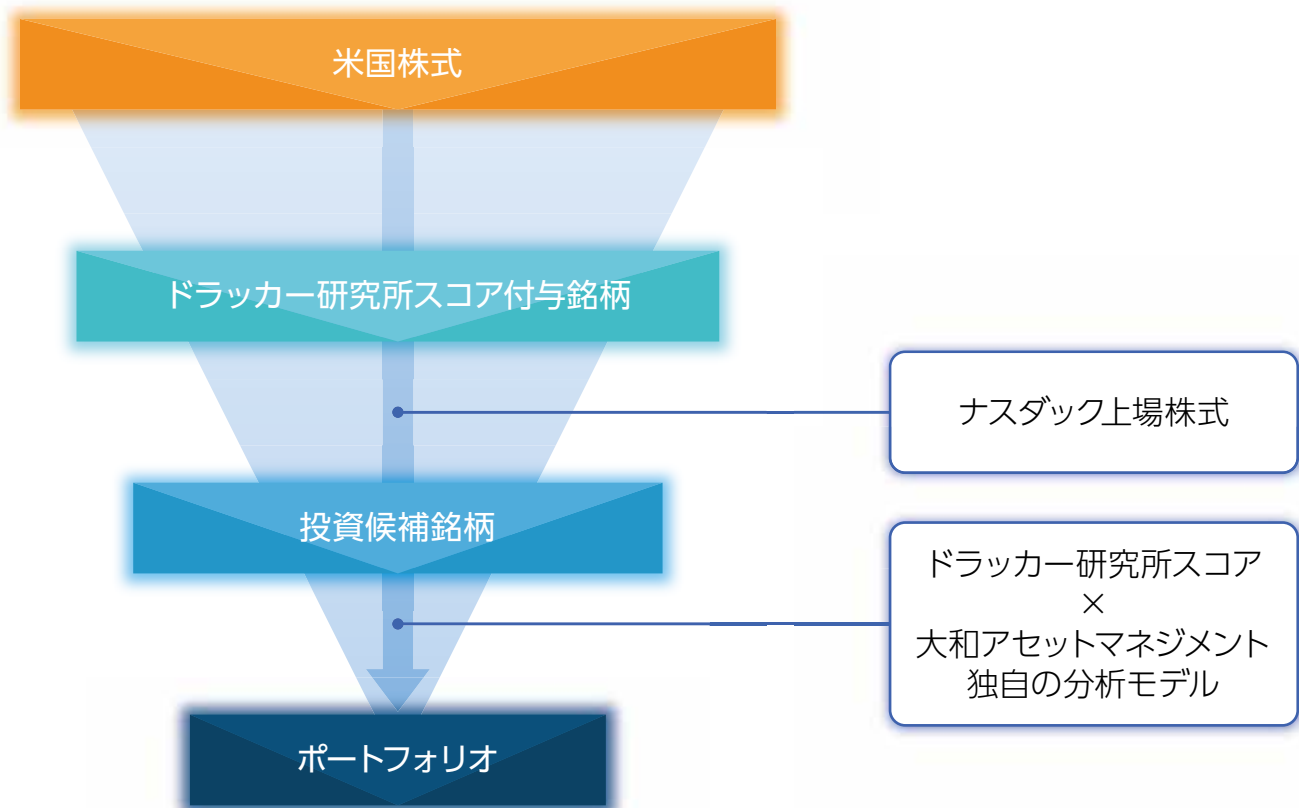 米国株式
ドラッカー研究所スコア付与銘柄
ナスダック上場株式
投資候補銘柄
ドラッカー研究所スコア
×
大和アセットマネジメント
独自の分析モデル
ポートフォリオ